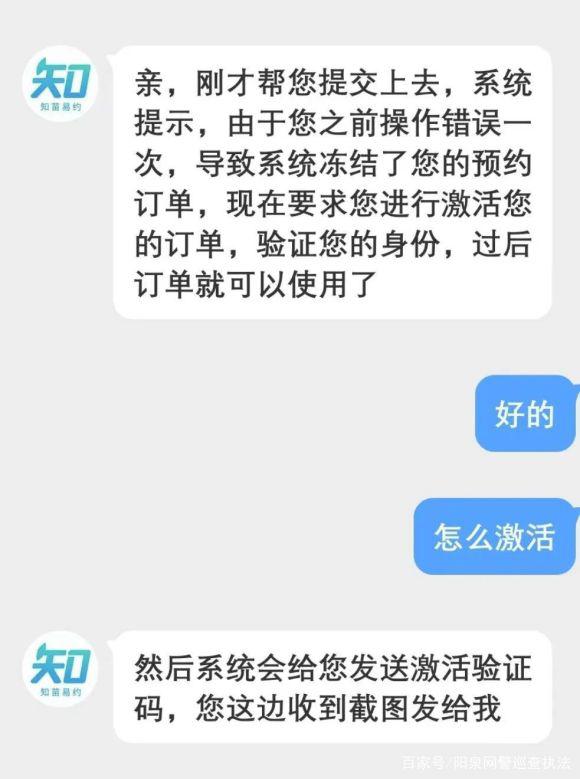 知
知苗易约
亲，刚才帮您提交上去，系统
提示，由于您之前操作错误一
次，导致系统冻结了您的预约
订单，现在要求您进行激活您
的订单，验证您的身份，过后
订单就可以使用了
好的
怎么激活
知
知苗易约
然后系统会给您发送激活验证
码，您这边收到截图发给我
百家号/阳泉网警巡查执法